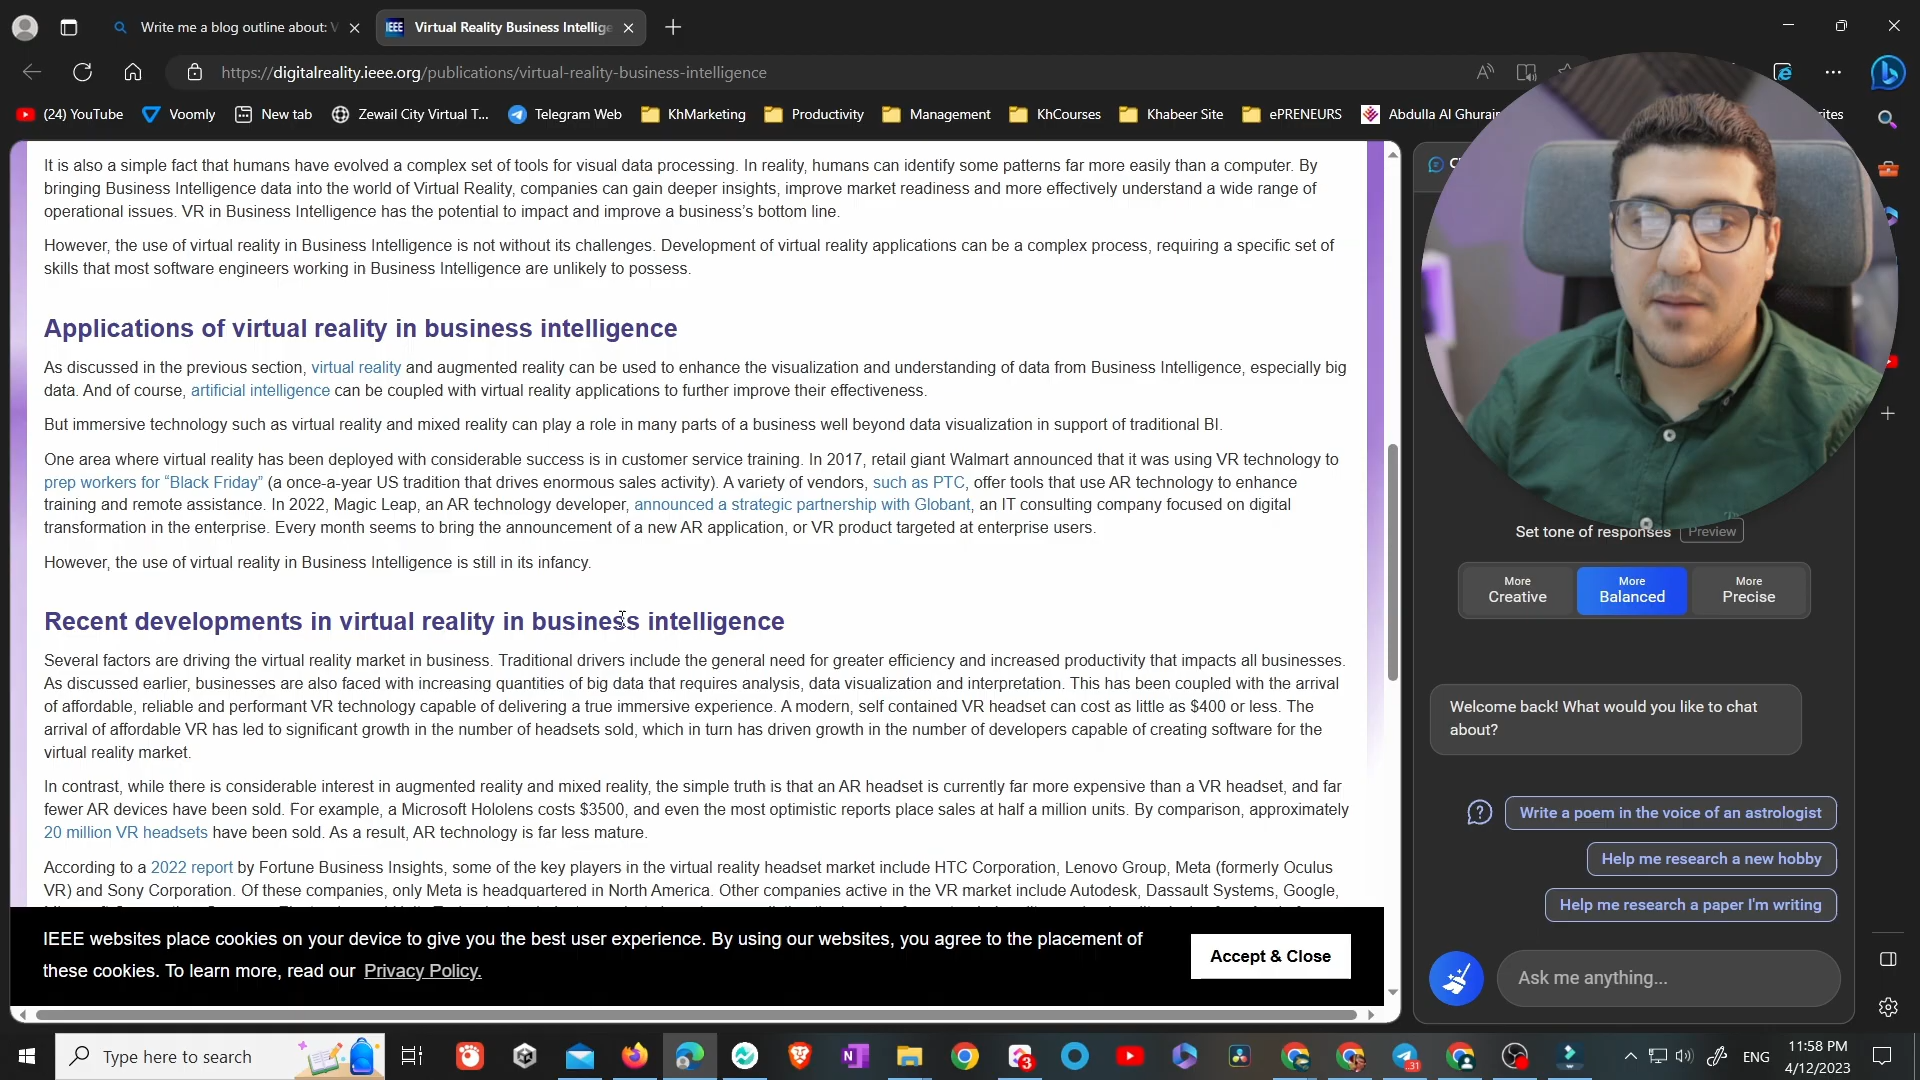 Write me a blog outline about: V
IEEE Virtual Reality Business Intellige
https://digitalreality.ieee.org/publications/virtual-reality-business-intelligence
(24) YouTube Voomly New tab Zewail City Virtual T... Telegram Web KhMarketing Productivity Management KhCourses Khabeer Site ePRENEURS Abdulla Al Ghurair
It is also a simple fact that humans have evolved a complex set of tools for visual data processing. In reality, humans can identify some patterns far more easily than a computer. By
bringing Business Intelligence data into the world of Virtual Reality, companies can gain deeper insights, improve market readiness and more effectively understand a wide range of
operational issues. VR in Business Intelligence has the potential to impact and improve a business's bottom line.
However, the use of virtual reality in Business Intelligence is not without its challenges. Development of virtual reality applications can be a complex process, requiring a specific set of
skills that most software engineers working in Business Intelligence are unlikely to possess.
Applications of virtual reality in business intelligence
As discussed in the previous section, virtual reality and augmented reality can be used to enhance the visualization and understanding of data from Business Intelligence, especially big
data. And of course, artificial intelligence can be coupled with virtual reality applications to further improve their effectiveness.
But immersive technology such as virtual reality and mixed reality can play a role in many parts of a business well beyond data visualization in support of traditional BI.
One area where virtual reality has been deployed with considerable success is in customer service training. In 2017, retail giant Walmart announced that it was using VR technology to
prep workers for "Black Friday" (a once-a-year US tradition that drives enormous sales activity). A variety of vendors, such as PTC, offer tools that use AR technology to enhance
training and remote assistance. In 2022, Magic Leap, an AR technology developer, announced a strategic partnership with Globant, an IT consulting company focused on digital
transformation in the enterprise. Every month seems to bring the announcement of a new AR application, or VR product targeted at enterprise users.
However, the use of virtual reality in Business Intelligence is still in its infancy.
Recent developments in virtual reality in business intelligence
Several factors are driving the virtual reality market in business. Traditional drivers include the general need for greater efficiency and increased productivity that impacts all businesses.
As discussed earlier, businesses are also faced with increasing quantities of big data that requires analysis, data visualization and interpretation. This has been coupled with the arrival
of affordable, reliable and performant VR technology capable of delivering a true immersive experience. A modern, self contained VR headset can cost as little as $400 or less. The
arrival of affordable VR has led to significant growth in the number of headsets sold, which in turn has driven growth in the number of developers capable of creating software for the
virtual reality market.
In contrast, while there is considerable interest in augmented reality and mixed reality, the simple truth is that an AR headset is currently far more expensive than a VR headset, and far
fewer AR devices have been sold. For example, a Microsoft Hololens costs $3500, and even the most optimistic reports place sales at half a million units. By comparison, approximately
20 million VR headsets have been sold. As a result, AR technology is far less mature.
According to a 2022 report by Fortune Business Insights, some of the key players in the virtual reality headset market include HTC Corporation, Lenovo Group, Meta (formerly Oculus
VR) and Sony Corporation. Of these companies, only Meta is headquartered in North America. Other companies active in the VR market include Autodesk, Dassault Systems, Google,
IEEE websites place cookies on your device to give you the best user experience. By using our websites, you agree to the placement of
these cookies. To learn more, read our Privacy Policy.
Accept & Close
Set tone of responses Preview
More More More
Creative Balanced Precise
Welcome back! What would you like to chat
about?
Write a poem in the voice of an astrologist
Help me research a new hobby
Help me research a paper I'm writing
Ask me anything...
Type here to search
3
31
ENG
11:58 PM
4/12/2023